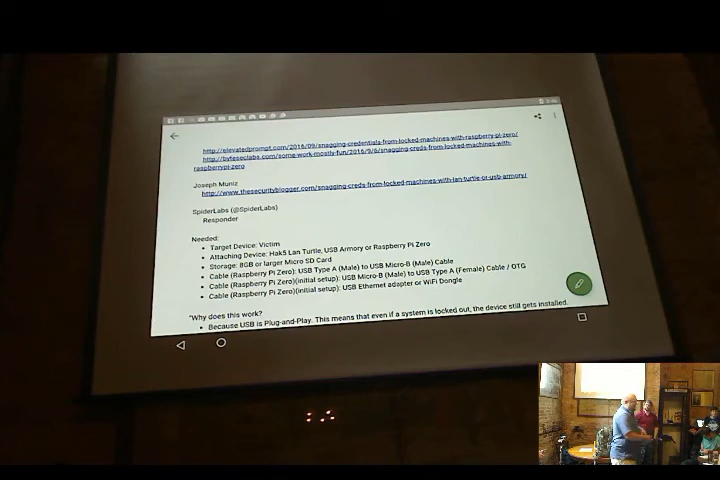 http://elevatedprompt.com/2016/09/snagging-credentials-from-locked-machines-with-raspberry-pi-zero/
http://byteseclabs.com/some-work-mostly-fun/2016/9/6/snagging-creds-from-locked-machines-with-
raspberrypi-zero
Joseph Muniz
http://www.thesecurityblogger.com/snagging-creds-from-locked-machines-with-lan-turtle-or-usb-armory/
SpiderLabs (@SpiderLabs)
Responder
Needed:
• Target Device: Victim
• Attaching Device: Hak5 Lan Turtle, USB Armory or Raspberry Pi Zero
• Storage: 8GB or larger Micro SD Card
• Cable (Raspberry Pi Zero): USB Type A (Male) to USB Micro-B (Male) Cable
• Cable (Raspberry Pi Zero)(initial setup): USB Micro-B (Male) to USB Type A (Female) Cable / OTG
• Cable (Raspberry Pi Zero)(initial setup): USB Ethernet adapter or WiFi Dongle
"Why does this work?
• Because USB is Plug-and-Play. This means that even if a system is locked out, the device still gets installed.